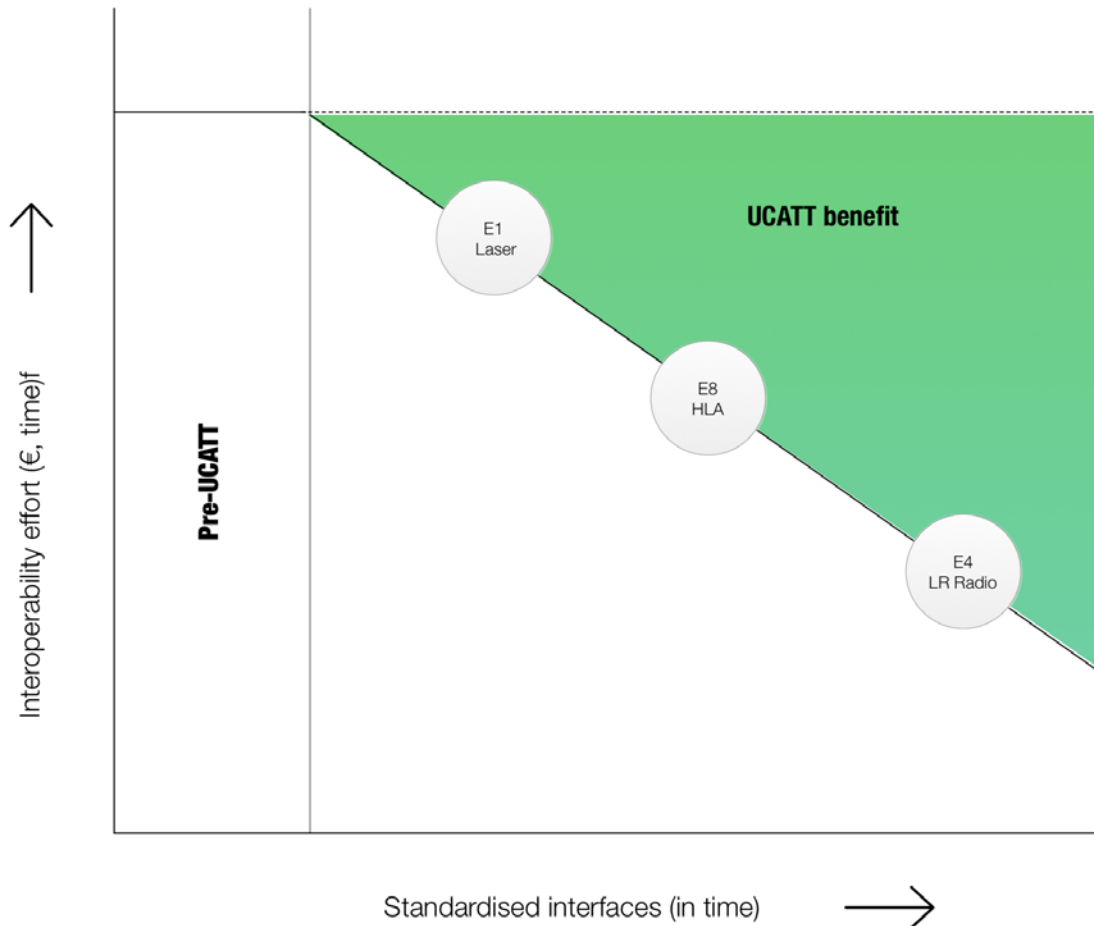 UCATT benefit
E1
Laser
E8
HLA
E4
LR Radio
Pre-UCATT
Interoperability effort (€, time)f
Standardised interfaces (in time)